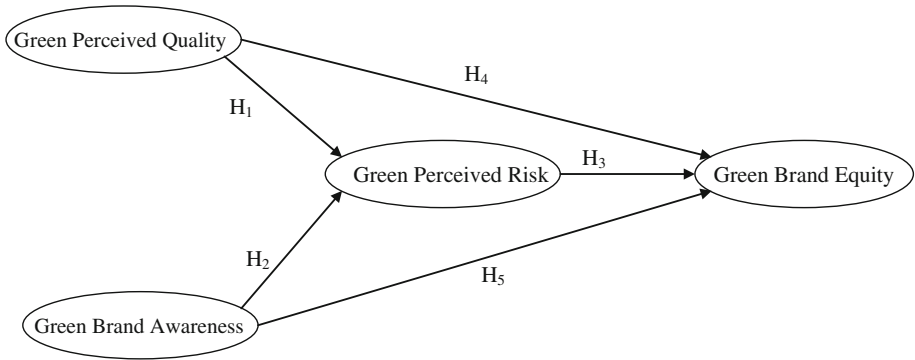 Green Perceived Quality
H₄
H₁
Green Perceived Risk
H₃
Green Brand Equity
H₂
H₅
Green Brand Awareness